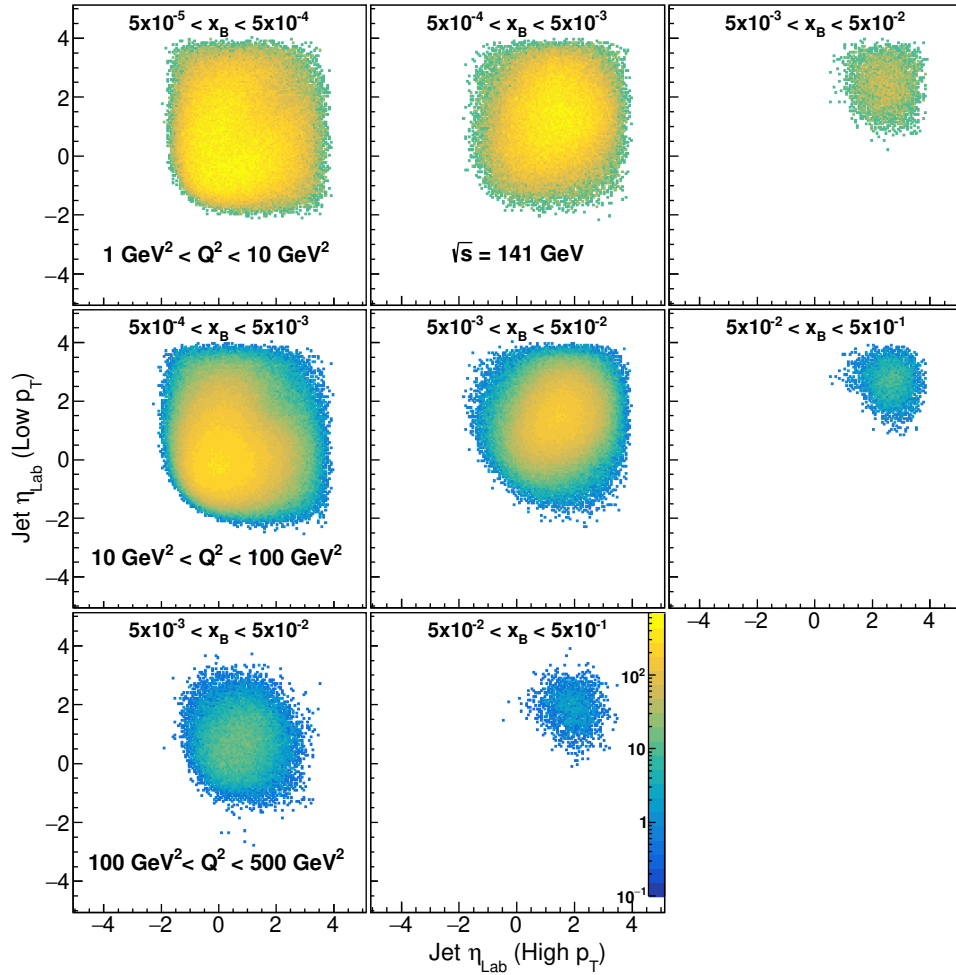 5x10⁻⁵ < x_B < 5x10⁻⁴
5x10⁻⁴ < x_B < 5x10⁻³
5x10⁻³ < x_B < 5x10⁻²
4
2
0
−2
−4
1 GeV² < Q² < 10 GeV²
√s = 141 GeV
5x10⁻⁴ < x_B < 5x10⁻³
5x10⁻³ < x_B < 5x10⁻²
5x10⁻² < x_B < 5x10⁻¹
4
2
0
−2
−4
Jet η_Lab (Low p_T)
10 GeV² < Q² < 100 GeV²
−4 −2 0 2 4
5x10⁻³ < x_B < 5x10⁻²
5x10⁻² < x_B < 5x10⁻¹
4
2
0
−2
−4
10²
10
1
10⁻¹
100 GeV²< Q² < 500 GeV²
−4 −2 0 2 4
−4 −2 0 2 4
Jet η_Lab (High p_T)